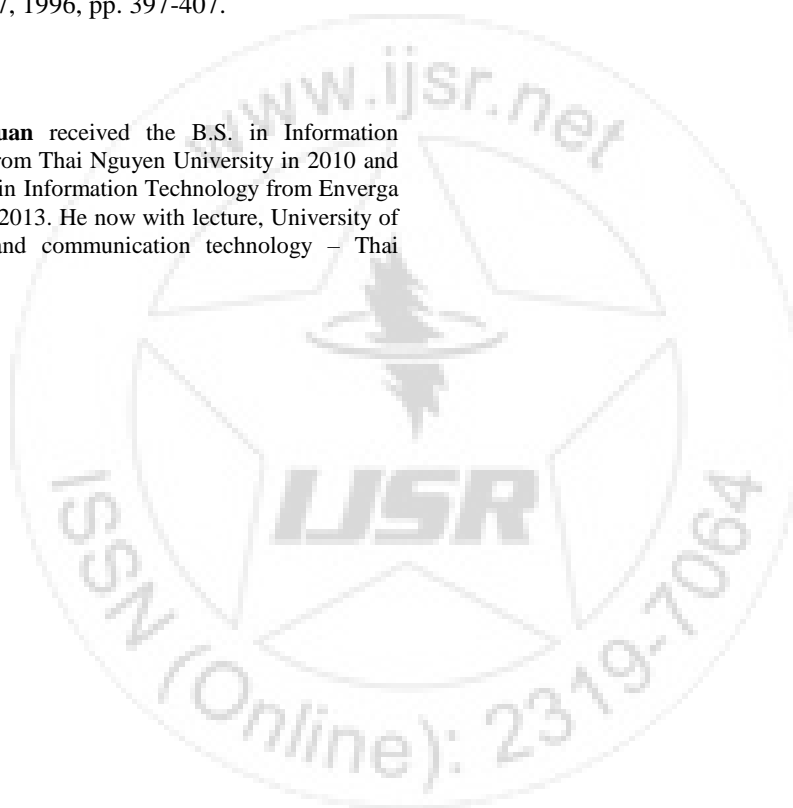 7, 1996, pp. 397-407.
uan received the B.S. in Information
rom Thai Nguyen University in 2010 and
in Information Technology from Enverga
2013. He now with lecture, University of
and communication technology – Thai
www.ijsr.net
IJSR
ISSN (Online): 2319-7064